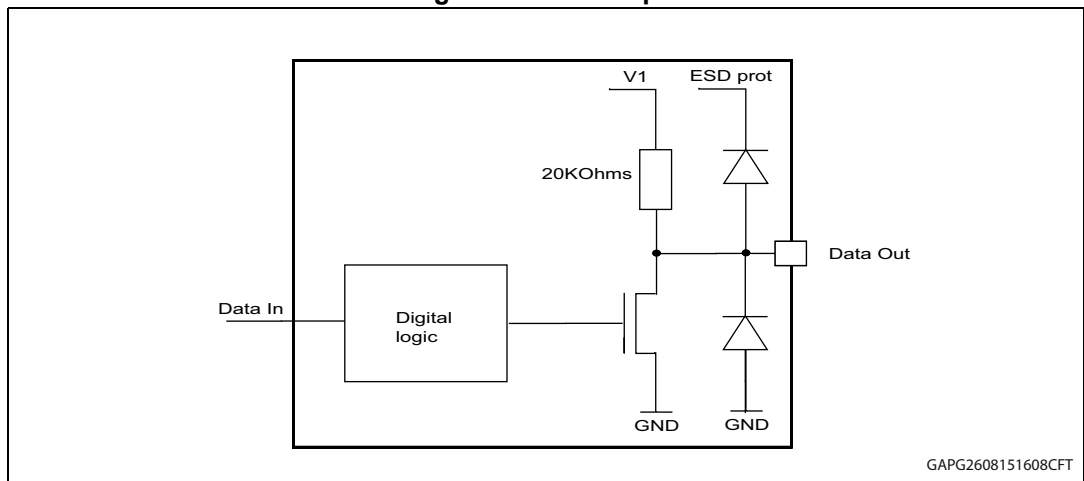 V1
ESD prot
20KOhms
Data Out
Data In
Digital
logic
GND
GND
GAPG2608151608CFT